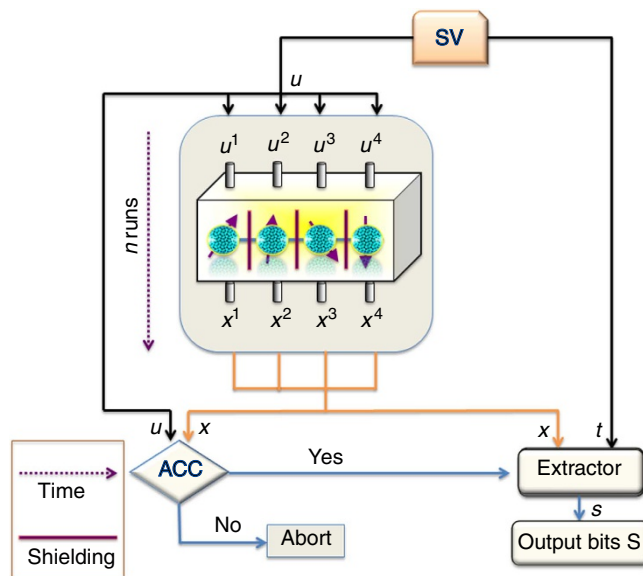 SV
u
u¹ u² u³ u⁴
n runs
x¹ x² x³ x⁴
u x
x t
ACC
Yes
Extractor
Time
s
No
Abort
Output bits S
Shielding